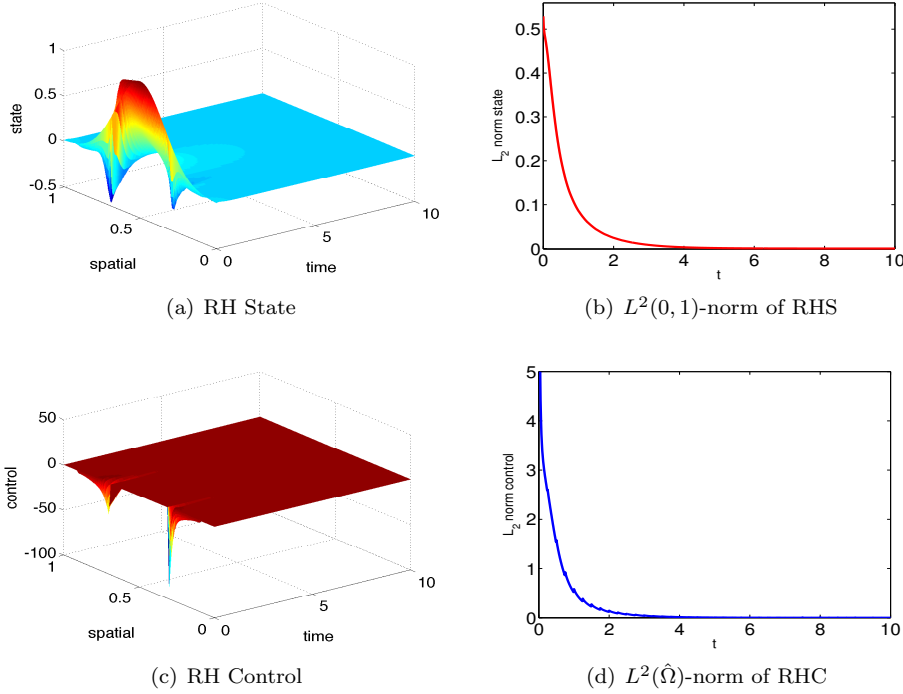 1
0.5
0
-0.5
state
1
0.5
0
spatial
0
5
10
time
(a) RH State
0.6
0.5
0.4
0.3
0.2
0.1
0
L₂ norm state
0 2 4 6 8 10
t
(b) L²(0, 1)-norm of RHS
50
0
-50
-100
control
1
0.5
0
spatial
0
5
10
time
(c) RH Control
5
4
3
2
1
0
L₂ norm control
0 2 4 6 8 10
t
(d) L²(Ω̂)-norm of RHC